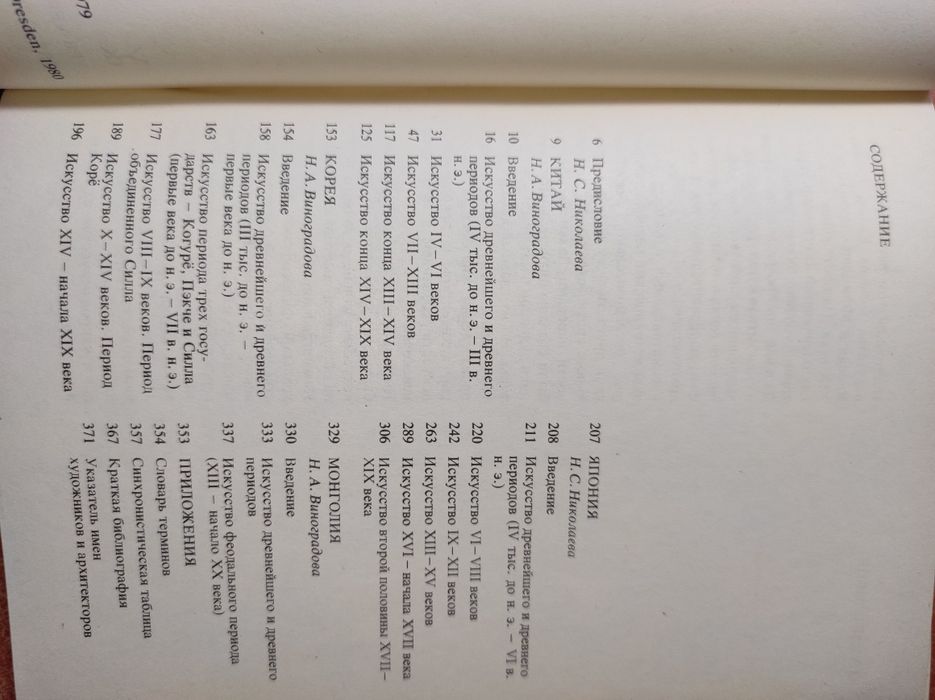 79
resden, 1980
СОДЕРЖАНИЕ
6 Предисловие
Н. С. Николаева
9 КИТАЙ
Н. А. Виноградова
10 Введение
16 Искусство древнейшего и древнего
периодов (IV тыс. до н. э. – III в.
н. э.)
31 Искусство IV–VI веков
47 Искусство VII–XIII веков
117 Искусство конца XIII–XIV века
125 Искусство конца XIV–XIX века
153 КОРЕЯ
Н. А. Виноградова
154 Введение
158 Искусство древнейшего и древнего
периодов (III тыс. до н. э. –
первые века до н. э.)
163 Искусство периода трех госу-
дарств – Когурё, Пэкче и Силла
(первые века до н. э. – VII в. н. э.)
177 Искусство VIII–IX веков. Период
объединенного Силла
189 Искусство X–XIV веков. Период
Корё
196 Искусство XIV – начала XIX века
207 ЯПОНИЯ
Н. С. Николаева
208 Введение
211 Искусство древнейшего и древнего
периодов (IV тыс. до н. э. – VI в.
н. э.)
220 Искусство VI–VIII веков
242 Искусство IX–XII веков
263 Искусство XIII–XV веков
289 Искусство XVI – начала XVII века
306 Искусство второй половины XVII–
XIX века
329 МОНГОЛИЯ
Н. А. Виноградова
330 Введение
333 Искусство древнейшего и древнего
периодов
337 Искусство феодального периода
(XIII – начало XX века)
353 ПРИЛОЖЕНИЯ
354 Словарь терминов
357 Синхронистическая таблица
367 Краткая библиография
371 Указатель имен
художников и архитекторов